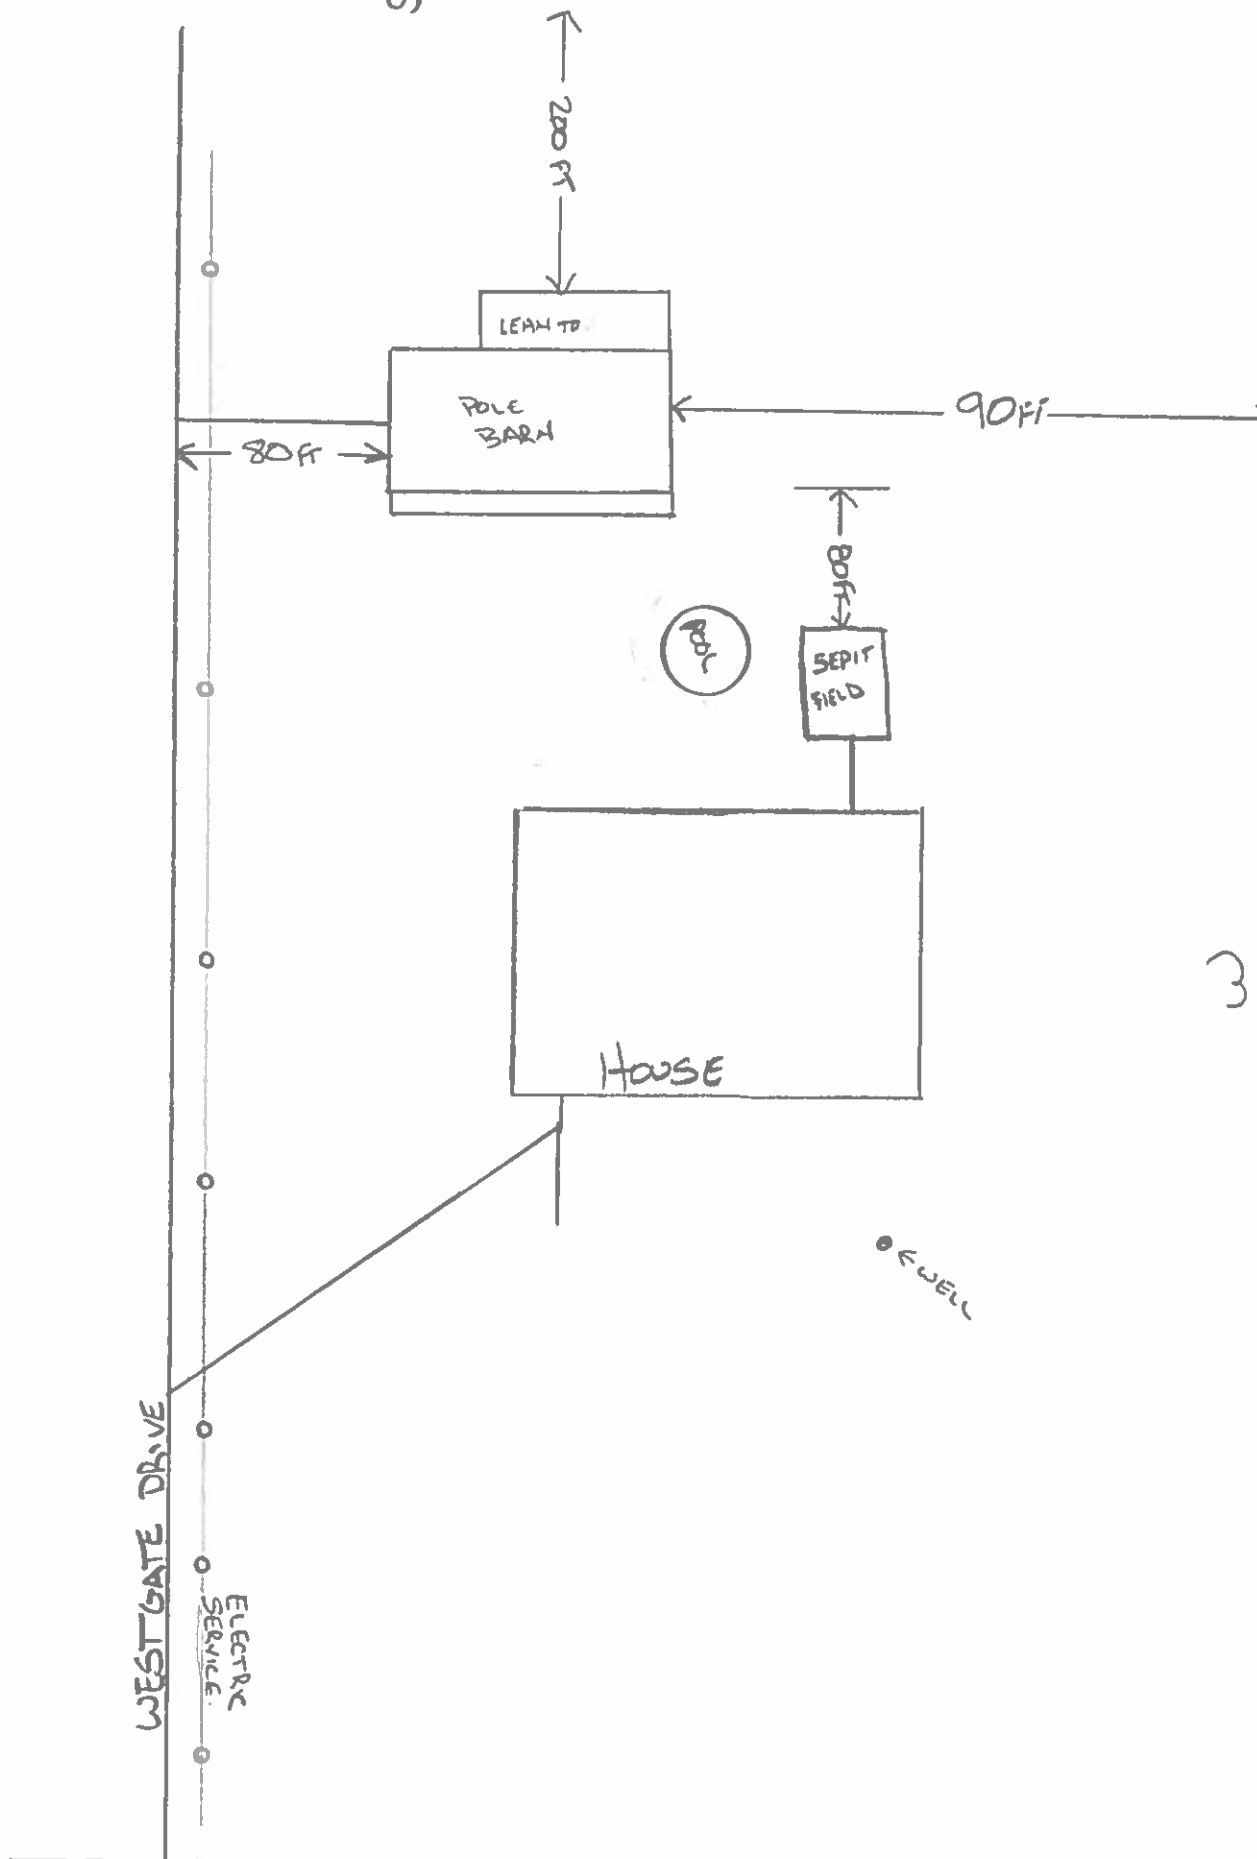 200 FT
LEAN TO
POLE
BARN
90 FT
80 FT
80 FT
POOL
SEPIT
FIELD
3
HOUSE
←WELL
WESTGATE DRIVE
ELECTRIC
SERVICE.